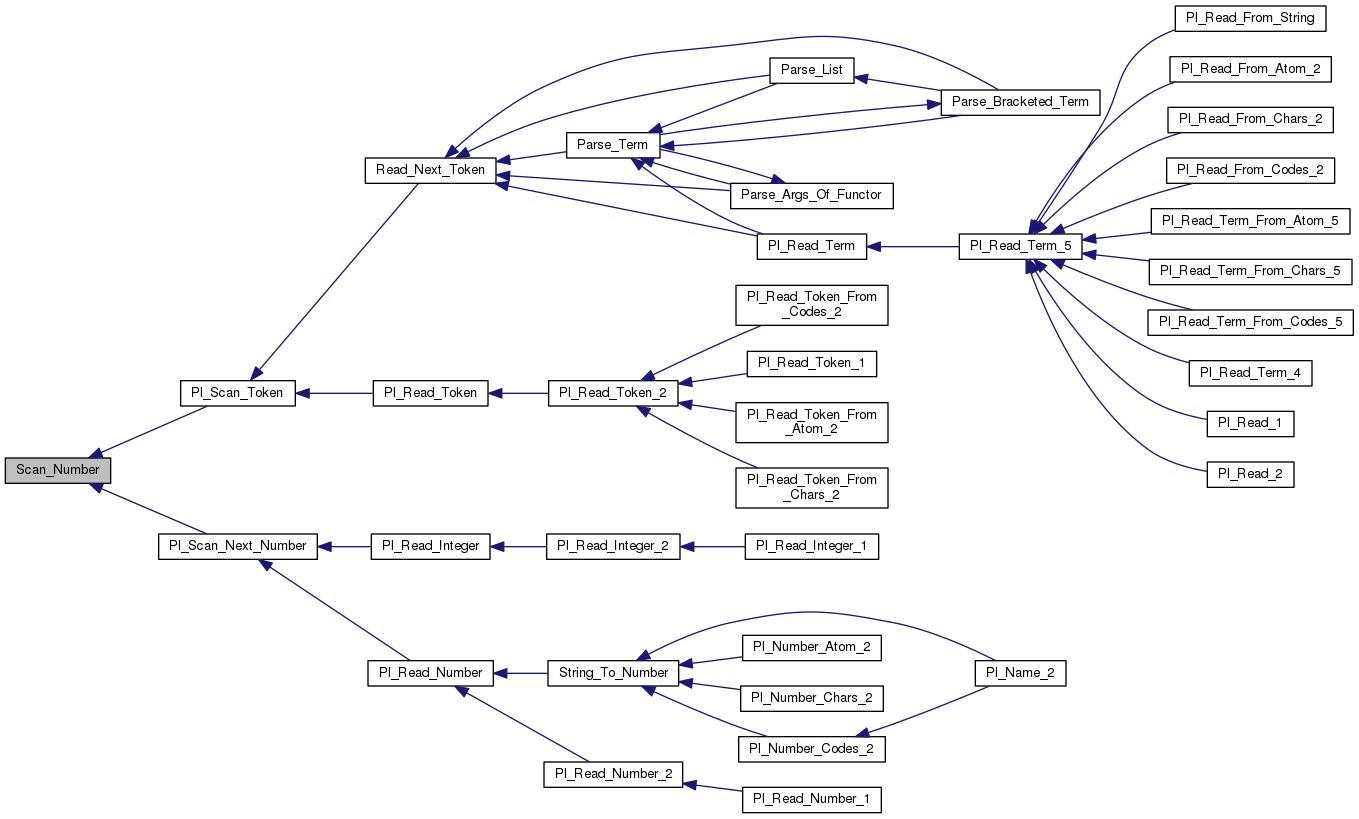 Pl_Read_From_String
Pl_Read_From_Atom_2
Parse_List
Parse_Bracketed_Term
Pl_Read_From_Chars_2
Parse_Term
Read_Next_Token
Pl_Read_From_Codes_2
Parse_Args_Of_Functor
Pl_Read_Term_From_Atom_5
Pl_Read_Term
Pl_Read_Term_5
Pl_Read_Term_From_Chars_5
Pl_Read_Token_From
_Codes_2
Pl_Read_Term_From_Codes_5
Pl_Read_Token_1
Pl_Read_Term_4
Pl_Scan_Token
Pl_Read_Token
Pl_Read_Token_2
Pl_Read_Token_From
_Atom_2
Pl_Read_1
Scan_Number
Pl_Read_2
Pl_Read_Token_From
_Chars_2
Pl_Scan_Next_Number
Pl_Read_Integer
Pl_Read_Integer_2
Pl_Read_Integer_1
Pl_Number_Atom_2
Pl_Read_Number
String_To_Number
Pl_Name_2
Pl_Number_Chars_2
Pl_Number_Codes_2
Pl_Read_Number_2
Pl_Read_Number_1